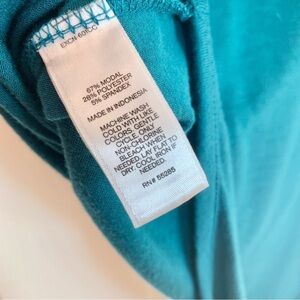 67% MODAL
28% POLYESTER
5% SPANDEX
MADE IN INDONESIA
MACHINE WASH
COLD WITH LIKE
COLORS, GENTLE
CYCLE, ONLY
NON-CHLORINE
BLEACH WHEN
NEEDED LAY FLAT TO
DRY, COOL IRON IF
NEEDED.
RN# 55285